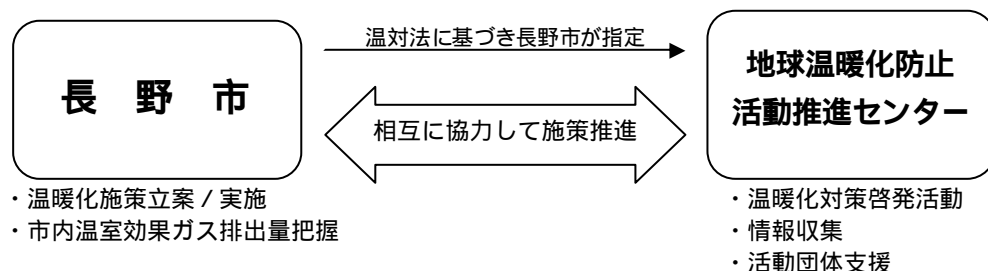 温対法に基づき長野市が指定
長 野 市
地球温暖化防止
活動推進センター
相互に協力して施策推進
・温暖化施策立案 / 実施
・市内温室効果ガス排出量把握
・温暖化対策啓発活動
・情報収集
・活動団体支援